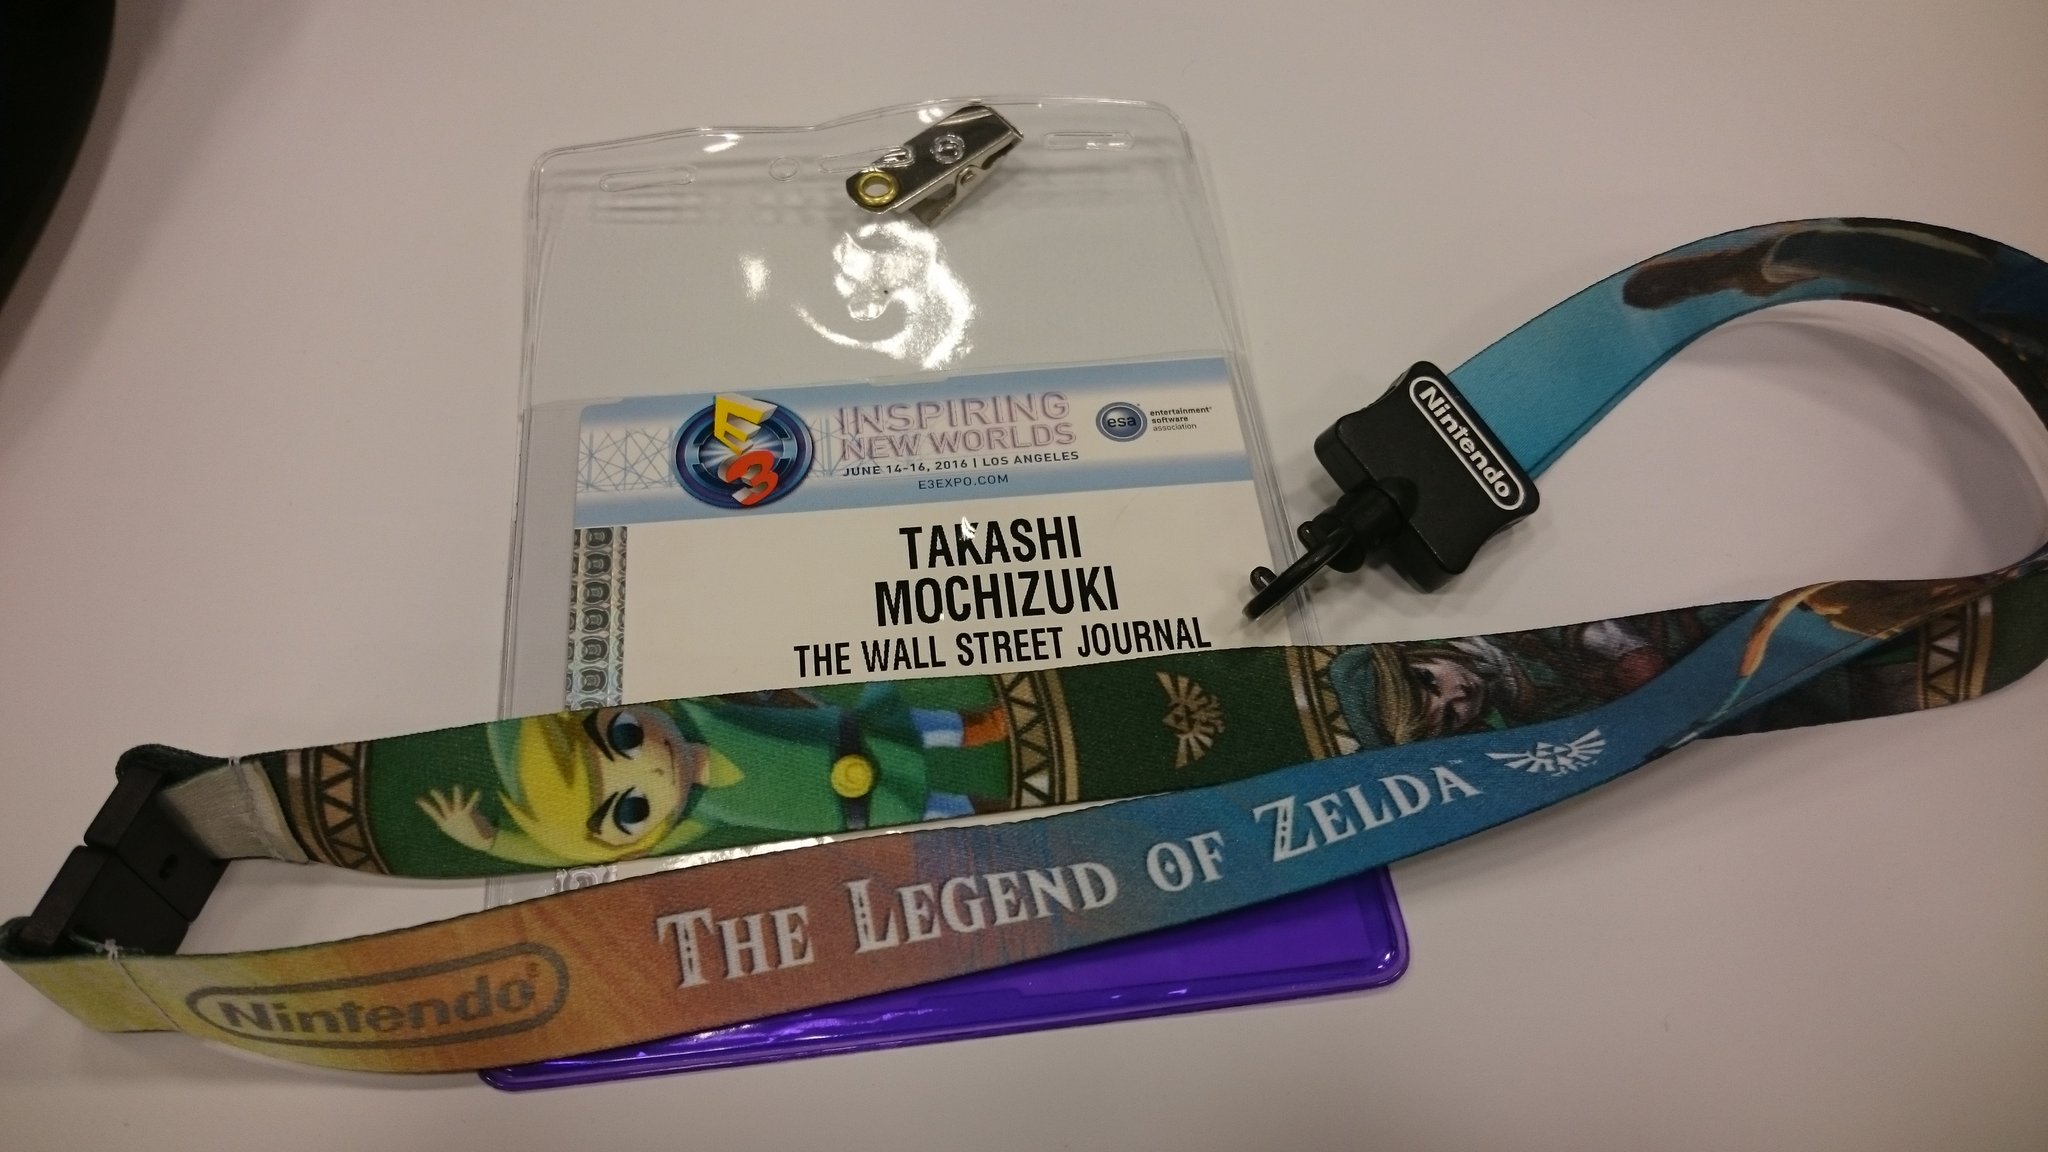 E3
INSPIRING
NEW WORLDS
JUNE 14-16, 2016 | LOS ANGELES
E3EXPO.COM
esa
entertainment®
software
association
TAKASHI
MOCHIZUKI
THE WALL STREET JOURNAL
Nintendo
Nintendo®
THE LEGEND OF ZELDA™